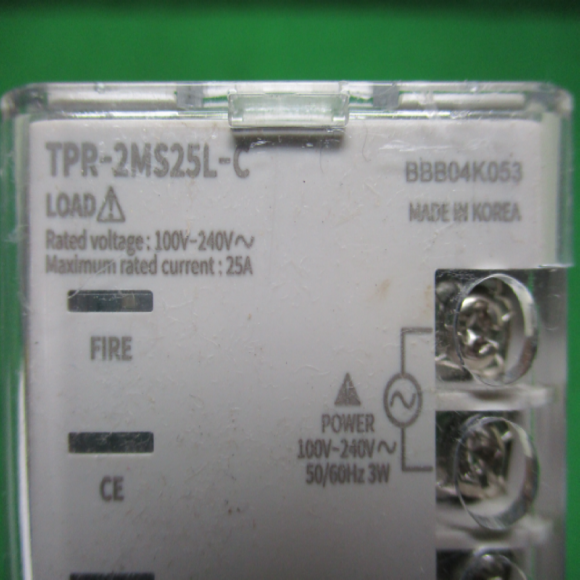 TPR-2MS25L-C
BBB04K053
LOAD
MADE IN KOREA
Rated voltage : 100V~240V~
Maximum rated current : 25A
FIRE
POWER
100V~240V~
50/60Hz 3W
CE